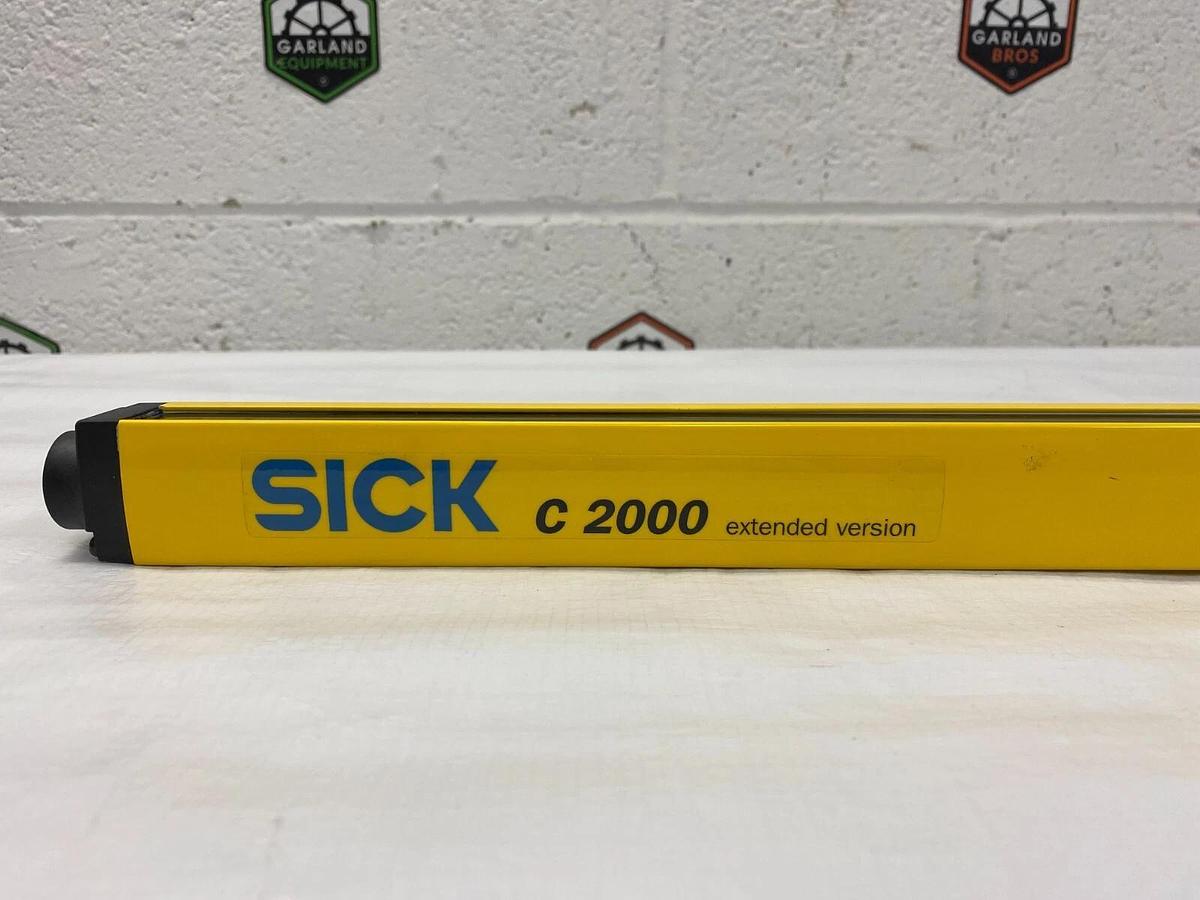 GARLAND
EQUIPMENT
GARLAND
BROS
SICK C 2000 extended version